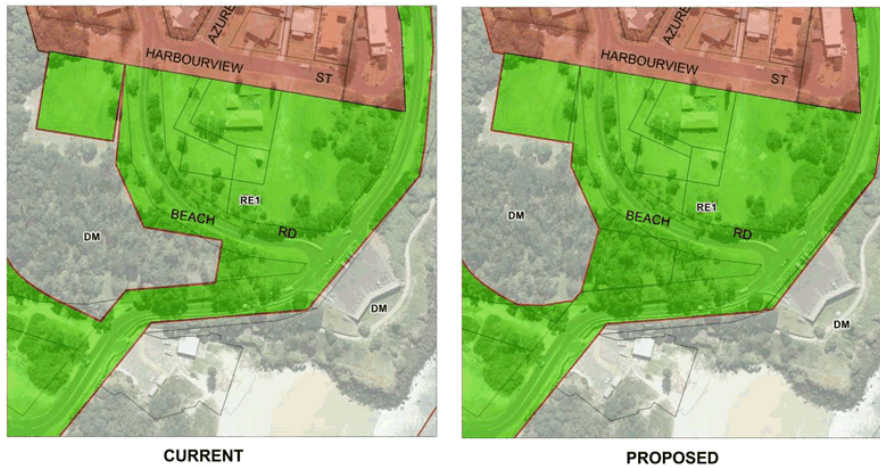 AZURE
HARBOURVIEW
ST
RE1
BEACH
RD
DM
DM
CURRENT
AZURE
HARBOURVIEW
ST
DM
RE1
BEACH
RD
DM
PROPOSED